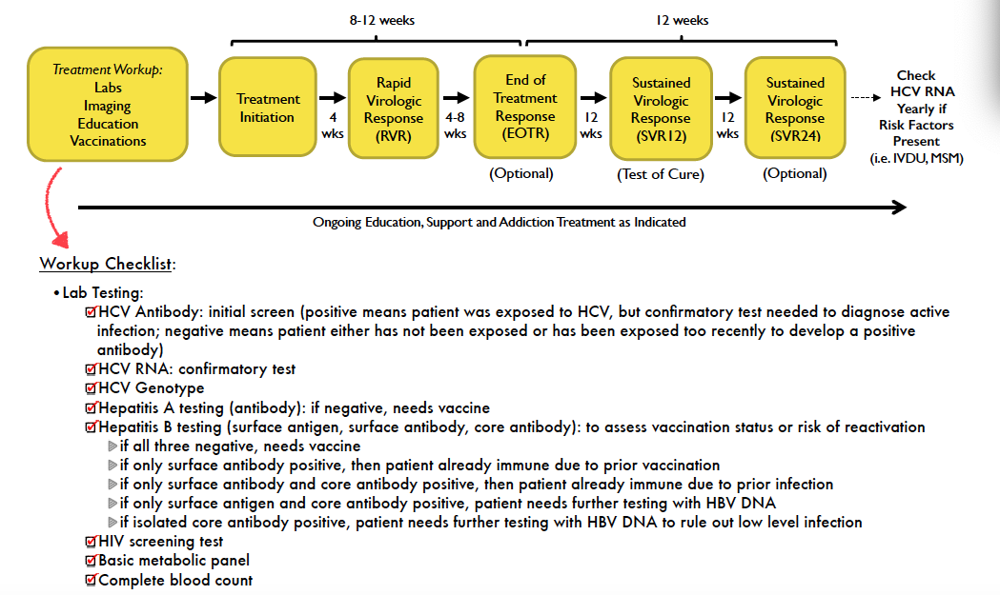 8-12 weeks
12 weeks
Treatment Workup:
Labs
Imaging
Education
Vaccinations
Treatment
Initiation
4
wks
Rapid
Virologic
Response
(RVR)
4-8
wks
End of
Treatment
Response
(EOTR)
(Optional)
12
wks
Sustained
Virologic
Response
(SVR12)
(Test of Cure)
12
wks
Sustained
Virologic
Response
(SVR24)
(Optional)
Check
HCV RNA
Yearly if
Risk Factors
Present
(i.e. IVDU, MSM)
Ongoing Education, Support and Addiction Treatment as Indicated
Workup Checklist:
• Lab Testing:
HCV Antibody: initial screen (positive means patient was exposed to HCV, but confirmatory test needed to diagnose active
infection; negative means patient either has not been exposed or has been exposed too recently to develop a positive
antibody)
HCV RNA: confirmatory test
HCV Genotype
Hepatitis A testing (antibody): if negative, needs vaccine
Hepatitis B testing (surface antigen, surface antibody, core antibody): to assess vaccination status or risk of reactivation
if all three negative, needs vaccine
if only surface antibody positive, then patient already immune due to prior vaccination
if only surface antibody and core antibody positive, then patient already immune due to prior infection
if only surface antigen and core antibody positive, patient needs further testing with HBV DNA
if isolated core antibody positive, patient needs further testing with HBV DNA to rule out low level infection
HIV screening test
Basic metabolic panel
Complete blood count